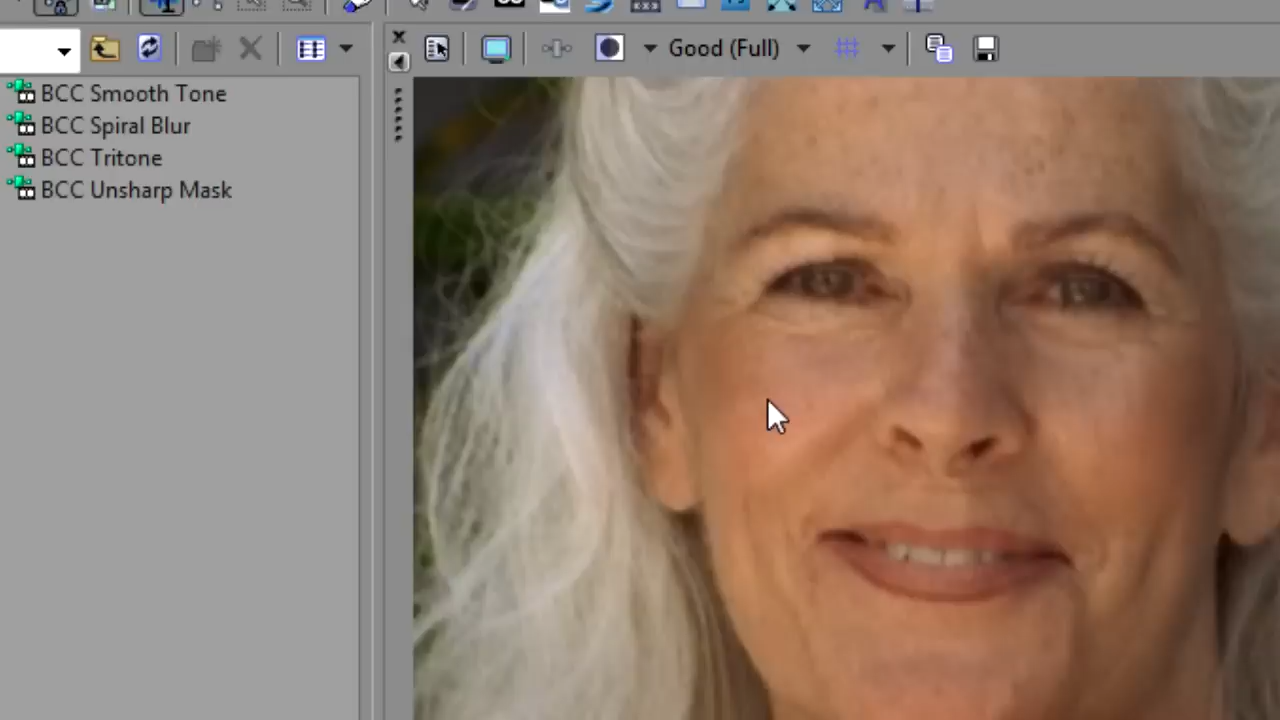 Good (Full)
BCC Smooth Tone
BCC Spiral Blur
BCC Tritone
BCC Unsharp Mask